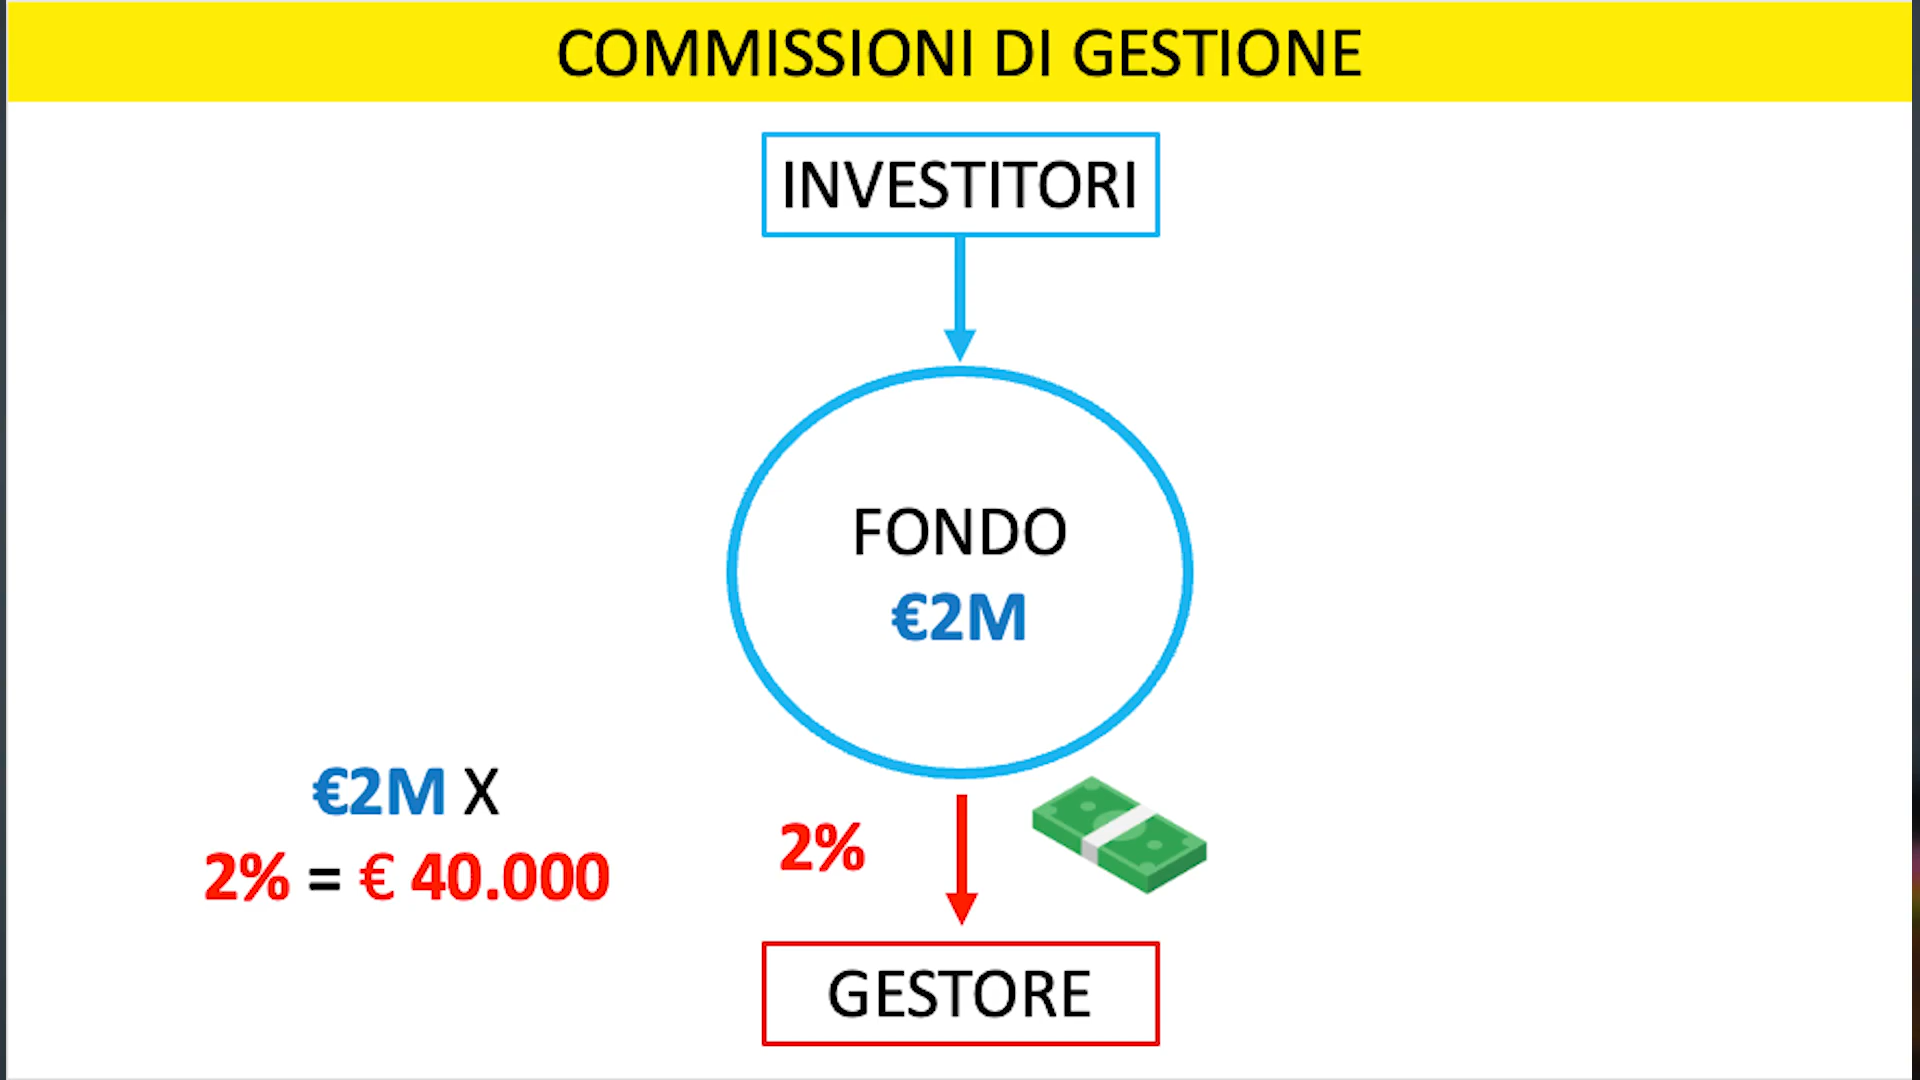 COMMISSIONI DI GESTIONE
INVESTITORI
FONDO
€2M
€2M X
2% = € 40.000
2%
GESTORE